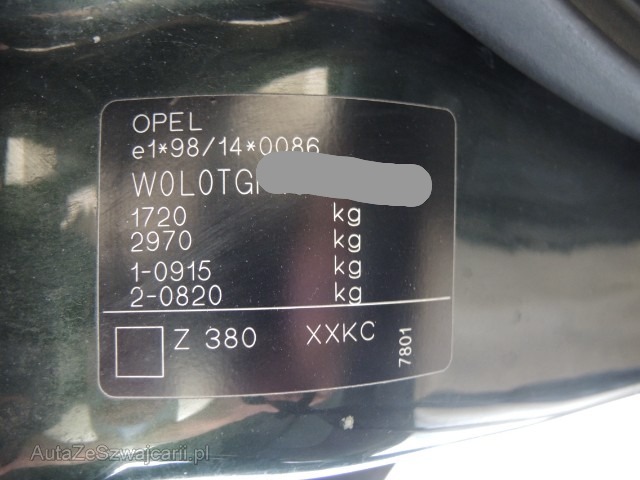 OPEL
e1*98/14*0086
W0L0TG
1720 kg
2970 kg
1-0915 kg
2-0820 kg
Z 380 XXKC
7801
AutaZeSzwajcarii.pl